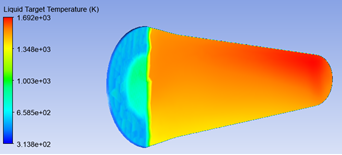 Liquid Target Temperature (K)
1.692e+03
1.348e+03
1.003e+03
6.585e+02
3.138e+02